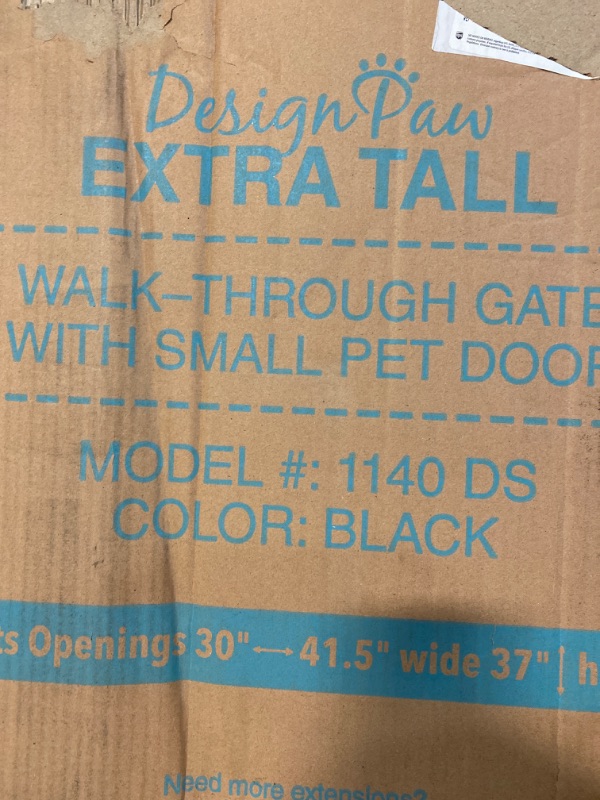 Design Paw
EXTRA TALL
WALK-THROUGH GATE
WITH SMALL PET DOOR
MODEL #: 1140 DS
COLOR: BLACK
ts Openings 30"↔41.5" wide 37"↕ h
Need more extensions?